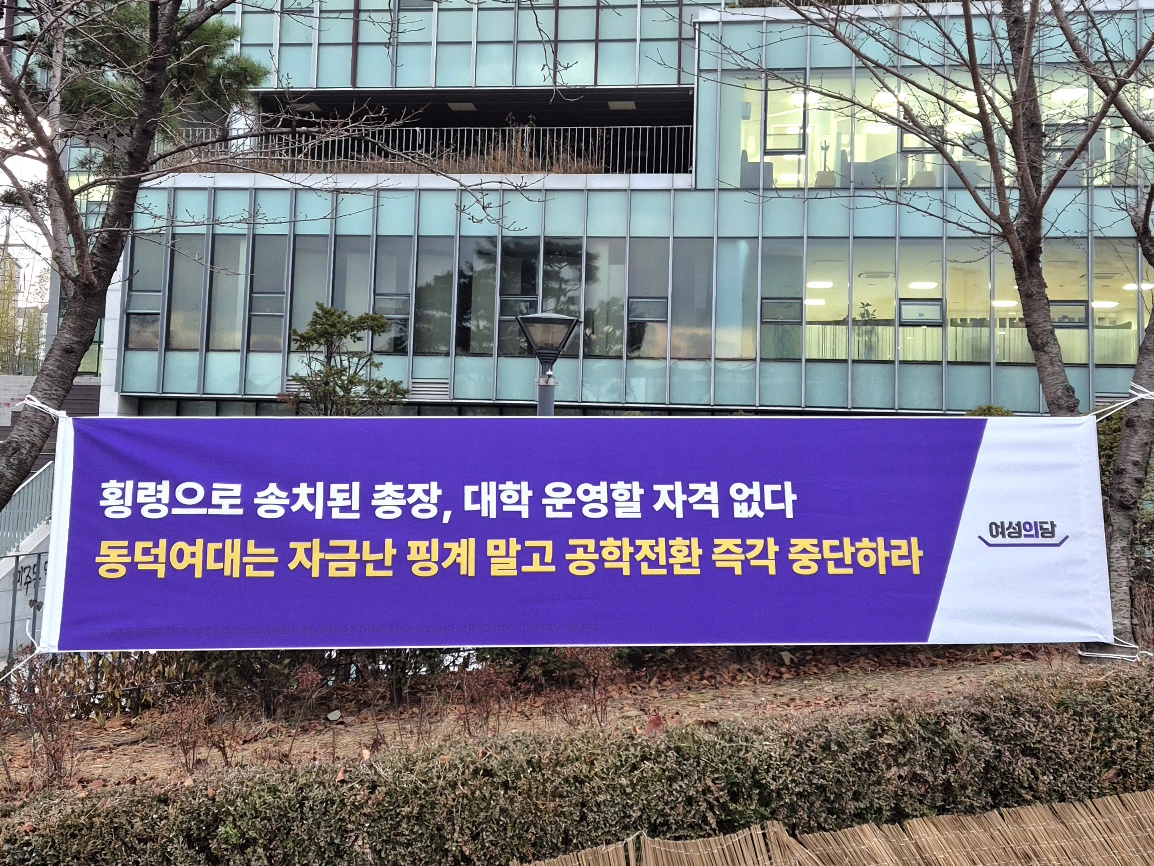 횡령으로 송치된 총장, 대학 운영할 자격 없다
동덕여대는 자금난 핑계 말고 공학전환 즉각 중단하라
여성의당